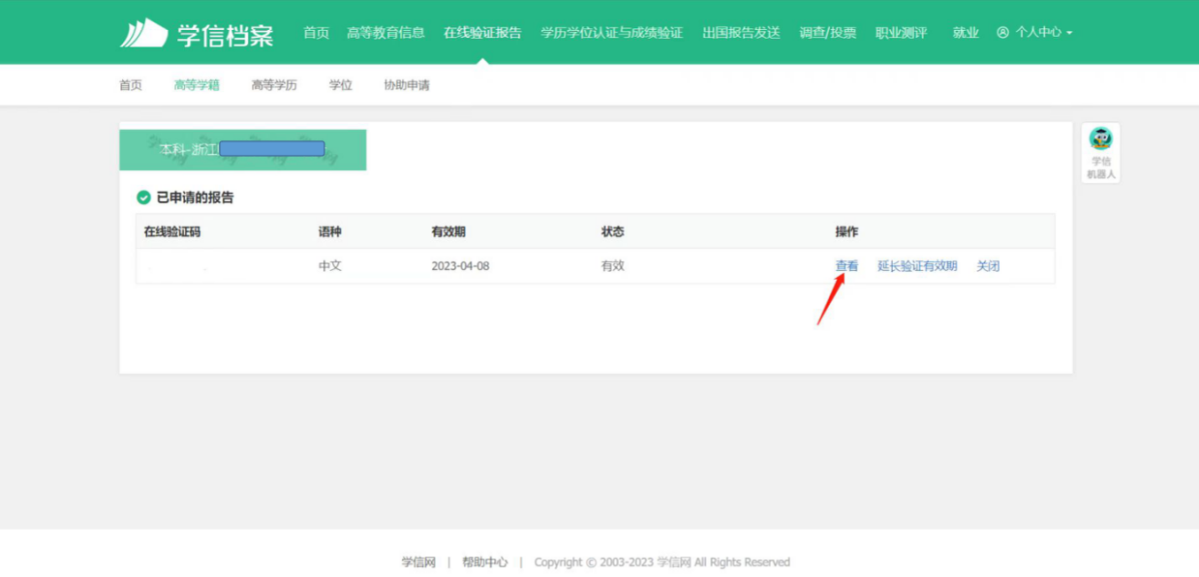 学信档案 首页 高等教育信息 在线验证报告 学历学位认证与成绩验证 出国报告发送 调查/投票 职业测评 就业 个人中心
首页 高等学籍 高等学历 学位 协助申请
本科-浙江
学信
机器人
已申请的报告
在线验证码 语种 有效期 状态 操作
中文 2023-04-08 有效 查看 延长验证有效期 关闭
学信网 | 帮助中心 | Copyright © 2003-2023 学信网 All Rights Reserved